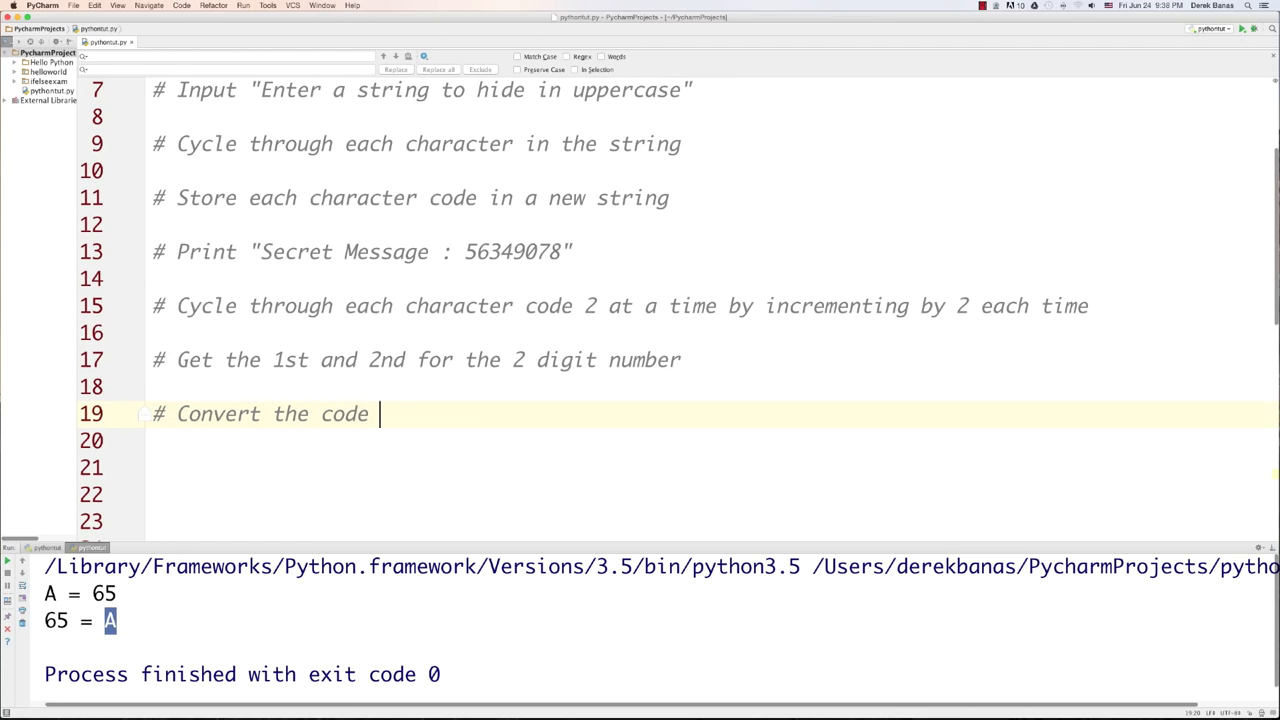 PyCharm File Edit View Navigate Code Refactor Run Tools VCS Window Help Fri Jun 24 9:38 PM Derek Banas
pythontut.py - PycharmProjects - [~/PycharmProjects]
PycharmProjects pythontut.py pythontut
pythontut.py
Match Case Regex Words
Replace Replace all Exclude Preserve Case In Selection
PycharmProject
Hello Python
helloworld
ifelseexam
pythontut.py
External Librarie
7 # Input "Enter a string to hide in uppercase"
8
9 # Cycle through each character in the string
10
11 # Store each character code in a new string
12
13 # Print "Secret Message : 56349078"
14
15 # Cycle through each character code 2 at a time by incrementing by 2 each time
16
17 # Get the 1st and 2nd for the 2 digit number
18
19 # Convert the code
20
21
22
23
Run: pythontut pythontut
/Library/Frameworks/Python.framework/Versions/3.5/bin/python3.5 /Users/derekbanas/PycharmProjects/pytho
A = 65
65 = A
Process finished with exit code 0
19:20 LF UTF-8